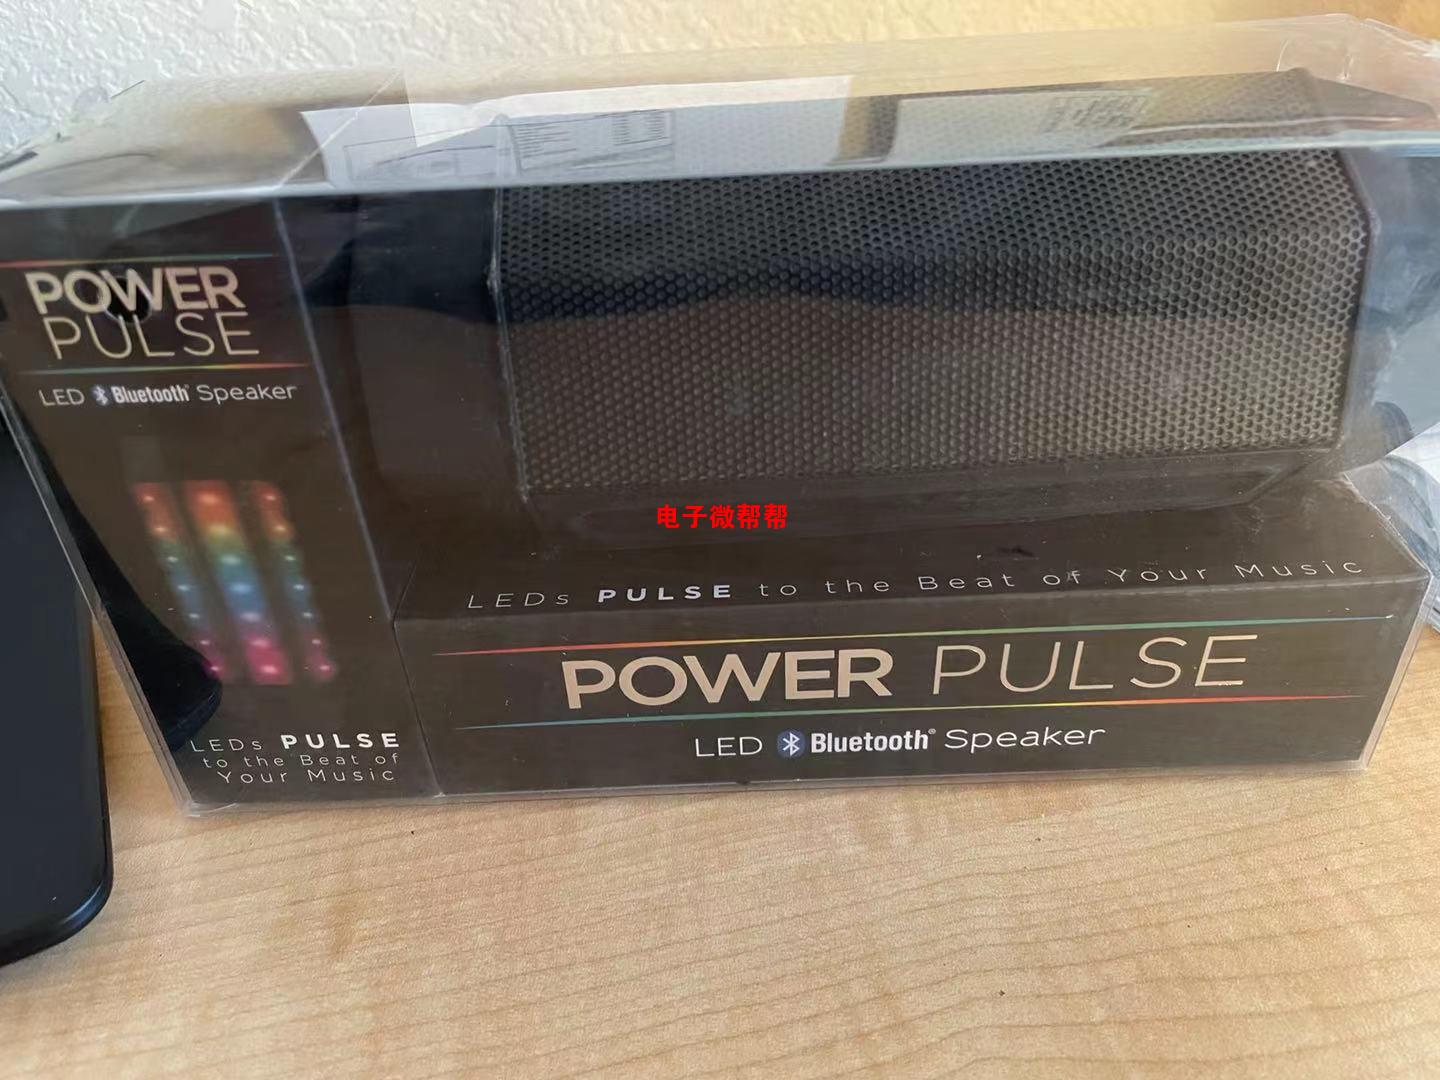 POWER
PULSE
LED Bluetooth® Speaker
LEDs PULSE
to the Beat of
Your Music
电子微帮帮
LEDs PULSE to the Beat of Your Music
POWER PULSE
LED Bluetooth® Speaker